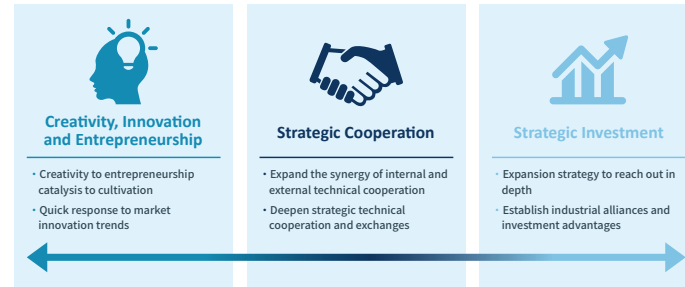 Creativity, Innovation
and Entrepreneurship
• Creativity to entrepreneurship
catalysis to cultivation
• Quick response to market
innovation trends
Strategic Cooperation
• Expand the synergy of internal and
external technical cooperation
• Deepen strategic technical
cooperation and exchanges
Strategic Investment
• Expansion strategy to reach out in
depth
• Establish industrial alliances and
investment advantages